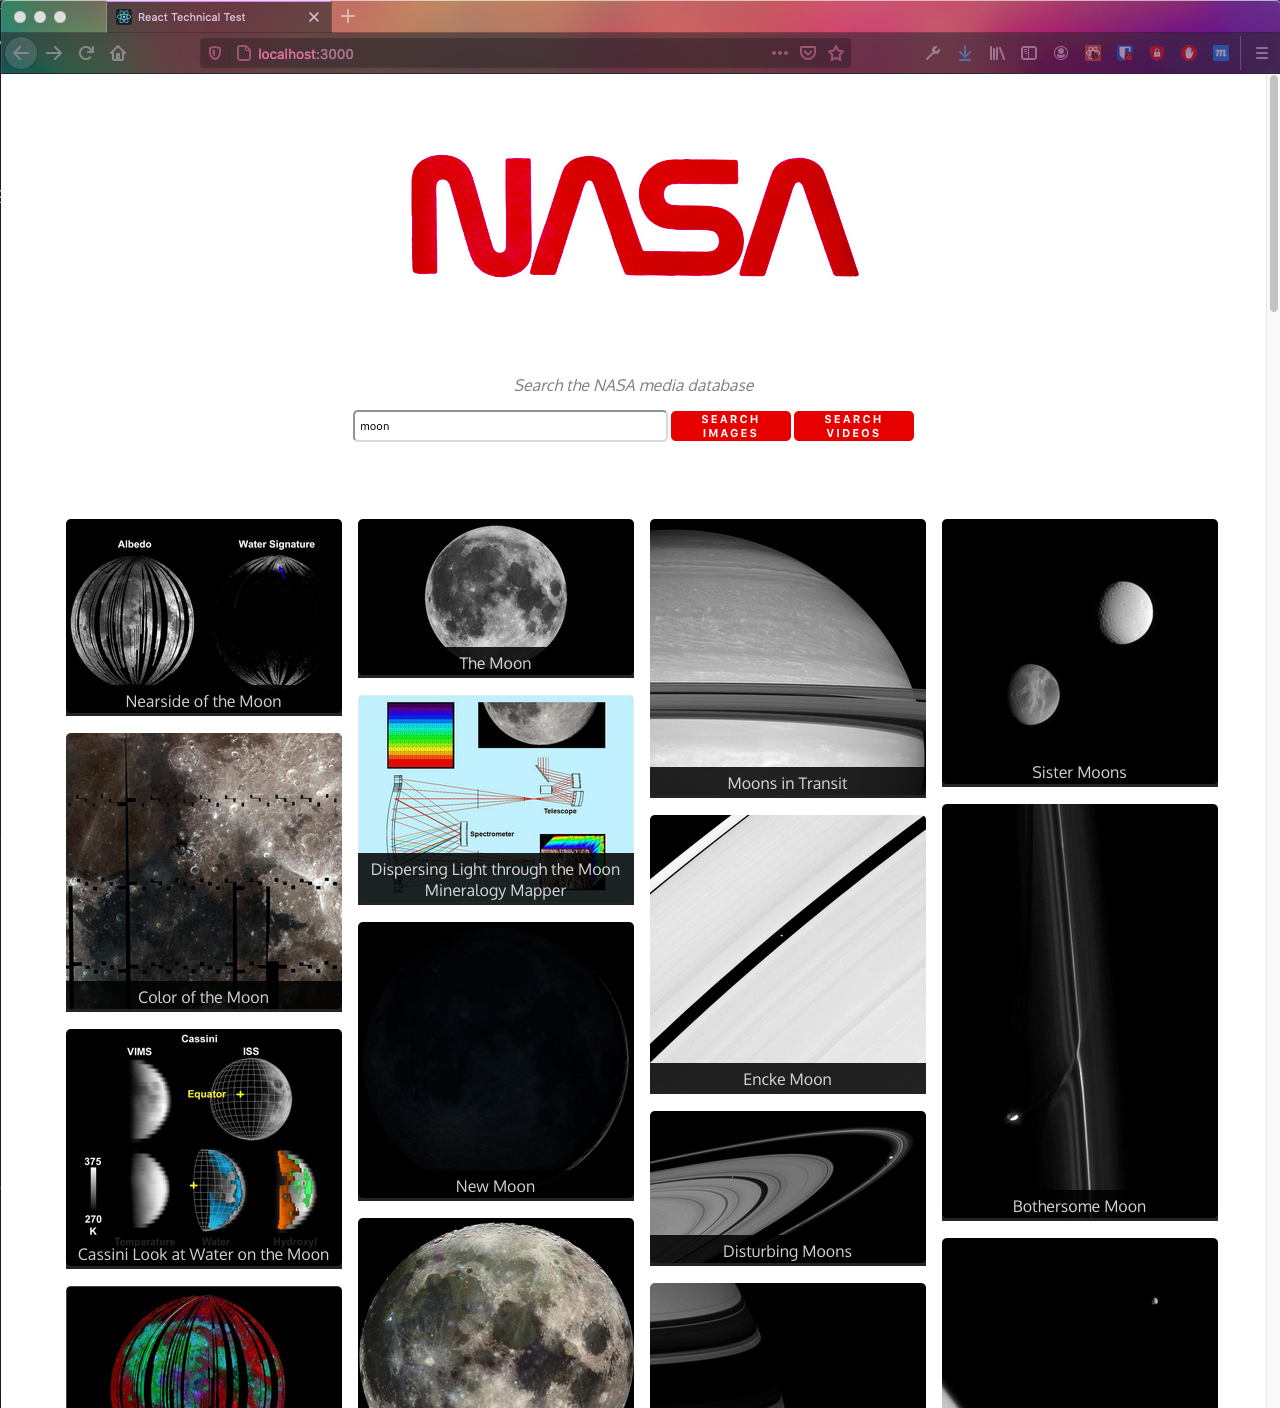 React Technical Test
localhost:3000
NASA
Search the NASA media database
moon
SEARCH
IMAGES
SEARCH
VIDEOS
Albedo
Water Signature
Nearside of the Moon
The Moon
Moons in Transit
Sister Moons
Color of the Moon
Telescope
Spectrometer
Dispersing Light through the Moon
Mineralogy Mapper
Encke Moon
Bothersome Moon
Cassini
VIMS
ISS
Equator
375
270
K
Temperature
Water
Hydroxyl
Cassini Look at Water on the Moon
New Moon
Disturbing Moons